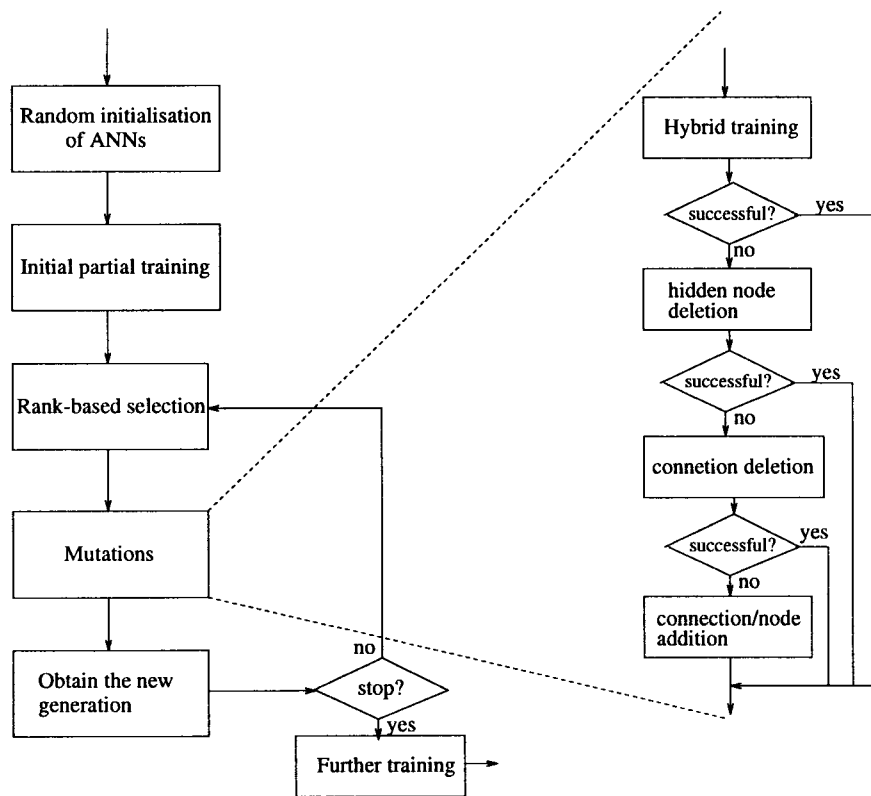 Random initialisation
of ANNs
Initial partial training
Rank-based selection
Mutations
Obtain the new
generation
no
stop?
yes
Further training
Hybrid training
successful?
yes
no
hidden node
deletion
successful?
yes
no
connetion deletion
successful?
yes
no
connection/node
addition